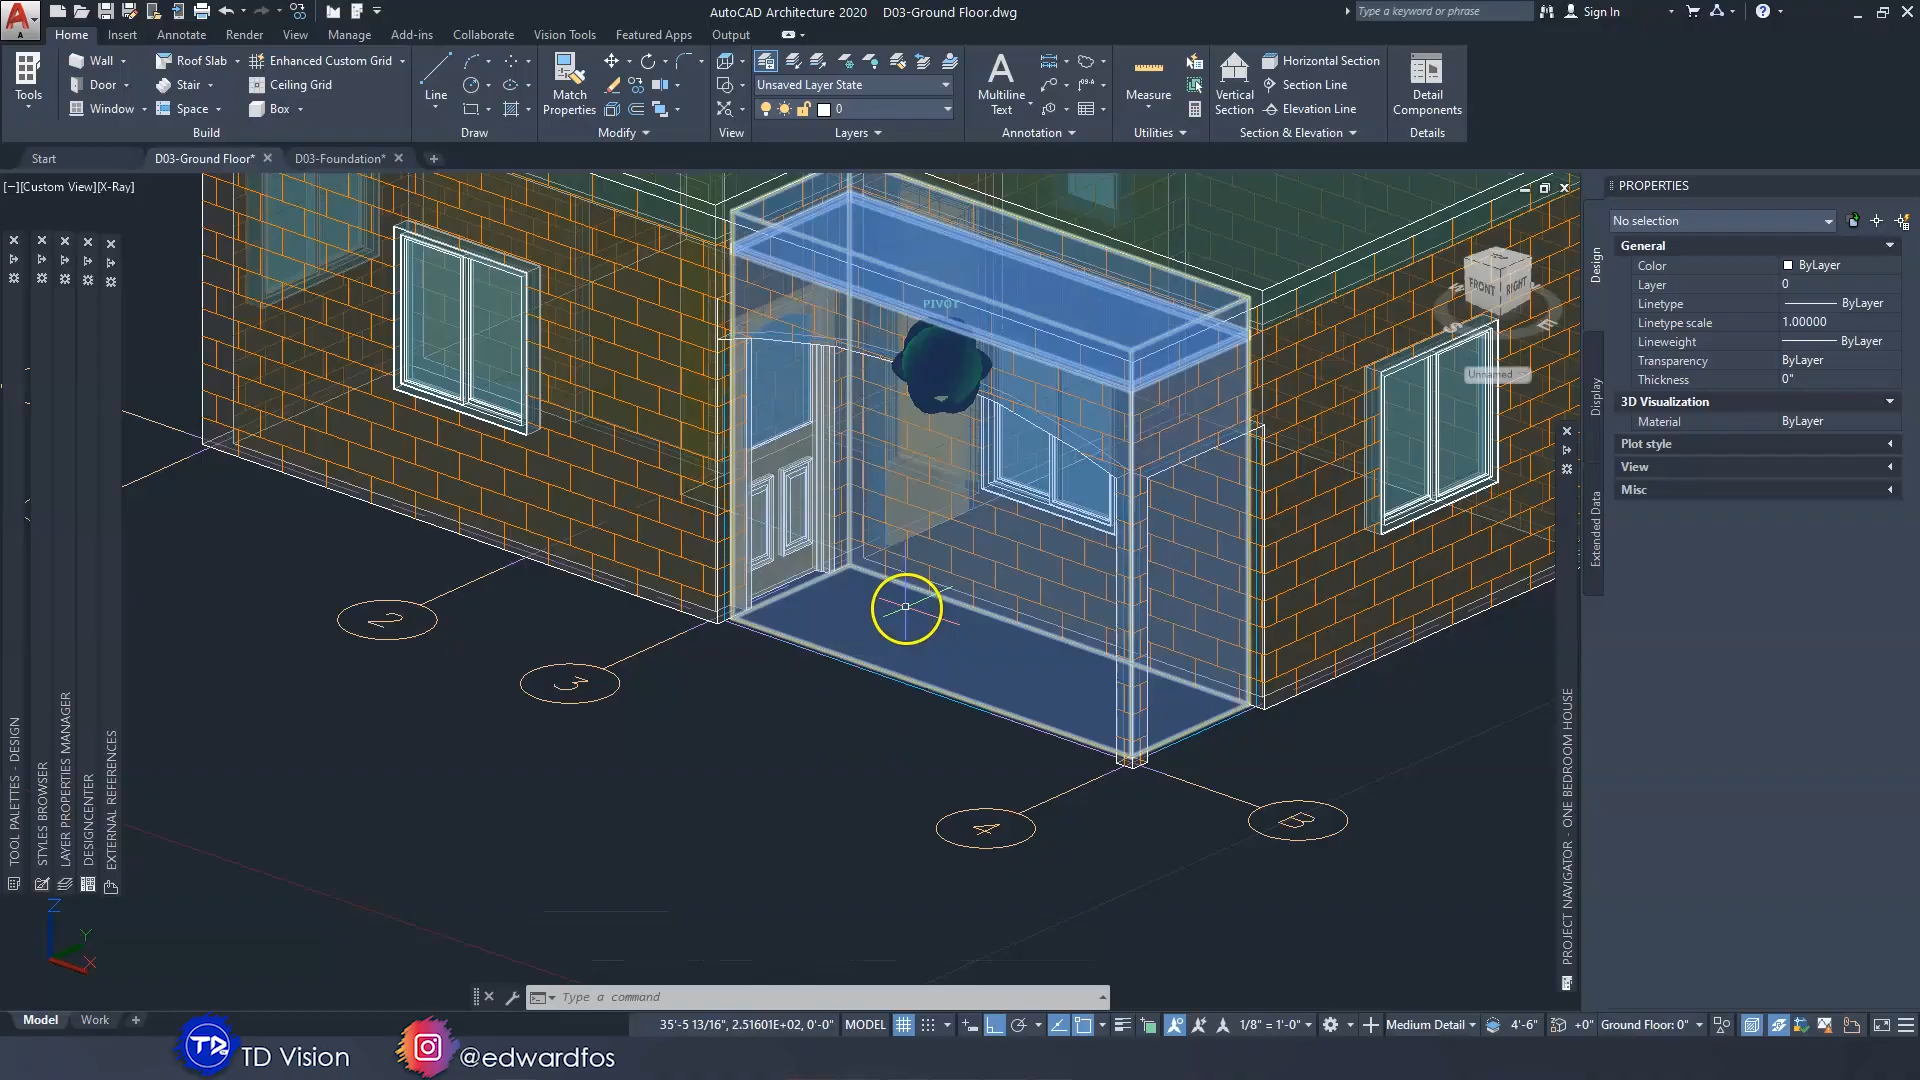 AutoCAD Architecture 2020 D03-Ground Floor.dwg
Type a keyword or phrase
Sign In
Home Insert Annotate Render View Manage Add-ins Collaborate Vision Tools Featured Apps Output
Tools
Wall
Door
Window
Roof Slab
Stair
Space
Enhanced Custom Grid
Ceiling Grid
Box
Build
Line
Draw
Match
Properties
Modify
View
Unsaved Layer State
0
Layers
Multiline
Text
Annotation
Measure
Utilities
Vertical
Section
Horizontal Section
Section Line
Elevation Line
Section & Elevation
Detail
Components
Details
Start D03-Ground Floor* D03-Foundation*
[−][Custom View][X-Ray]
PIVOT
FRONT RIGHT
S E
Unnamed
2
3
4
B
TOOL PALETTES - DESIGN
STYLES BROWSER
LAYER PROPERTIES MANAGER
DESIGNCENTER
EXTERNAL REFERENCES
Z
Y
X
PROJECT NAVIGATOR - ONE BEDROOM HOUSE
PROPERTIES
Design
Display
Extended Data
No selection
General
Color ByLayer
Layer 0
Linetype ByLayer
Linetype scale 1.00000
Lineweight ByLayer
Transparency ByLayer
Thickness 0"
3D Visualization
Material ByLayer
Plot style
View
Misc
Type a command
Model Work
35'-5 13/16", 2.51601E+02, 0'-0" MODEL 1/8" = 1'-0" Medium Detail 4'-6" +0" Ground Floor: 0"
TD Vision @edwardfos